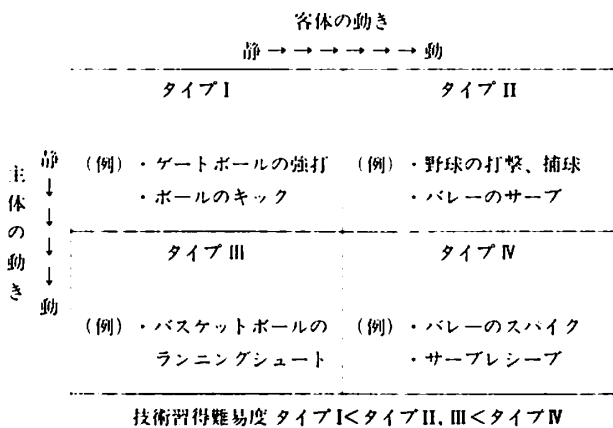 客体の動き
静→→→→→→動
タイプI タイプII
(例)・ゲートボールの強打 (例)・野球の打撃、捕球
・ボールのキック ・バレーのサーブ
主体の動き
静↓↓↓↓↓動
タイプIII タイプIV
(例)・バスケットボールの (例)・バレーのスパイク
ランニングシュート ・サーブレシーブ
技術習得難易度 タイプI<タイプII, III<タイプIV